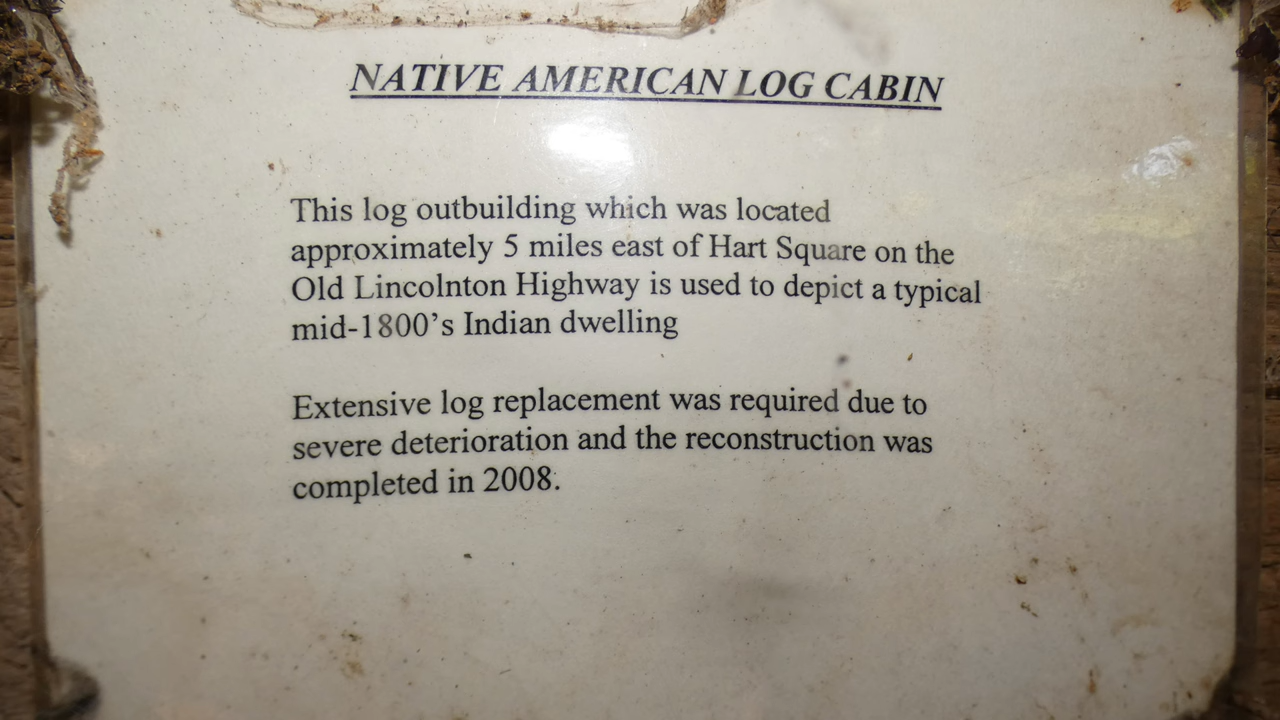 NATIVE AMERICAN LOG CABIN
This log outbuilding which was located
approximately 5 miles east of Hart Square on the
Old Lincolnton Highway is used to depict a typical
mid-1800's Indian dwelling
Extensive log replacement was required due to
severe deterioration and the reconstruction was
completed in 2008.